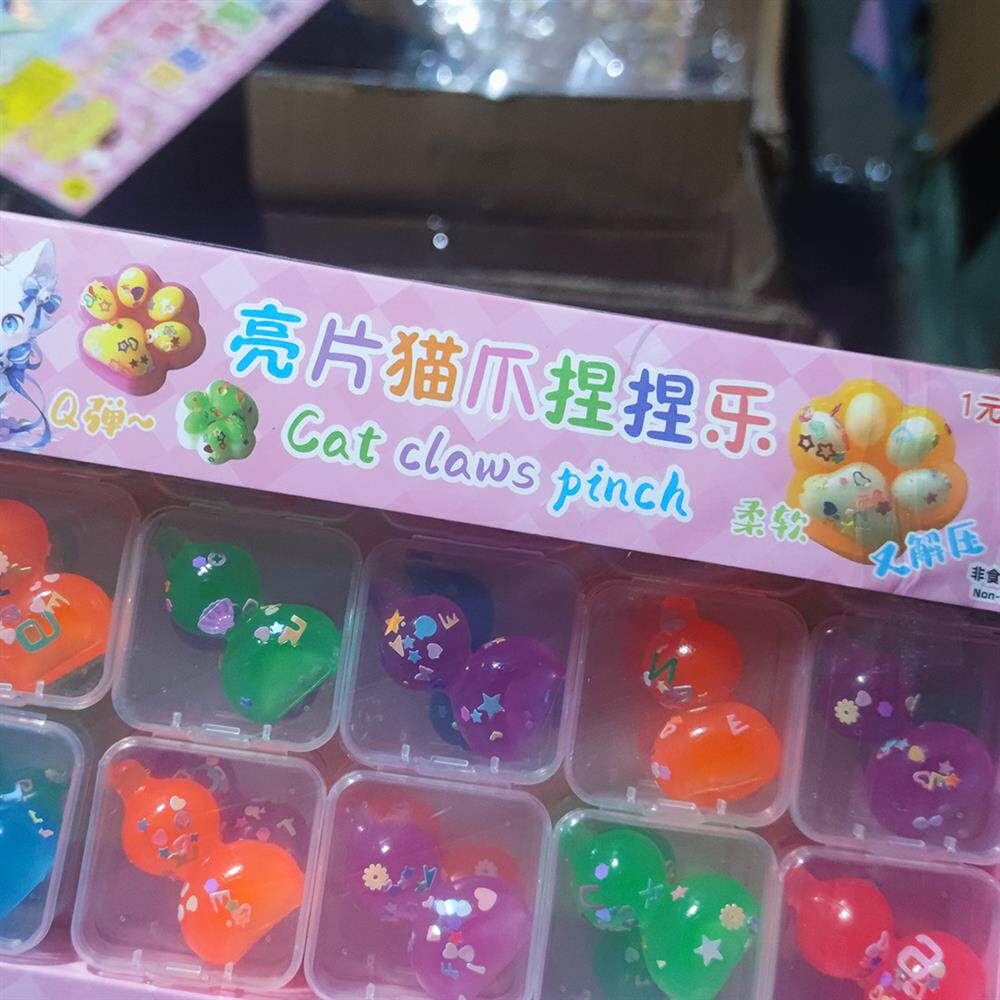 亮片猫爪捏捏乐
Cat claws pinch
Q弹~
柔软
又解压
1元
非食
Non-